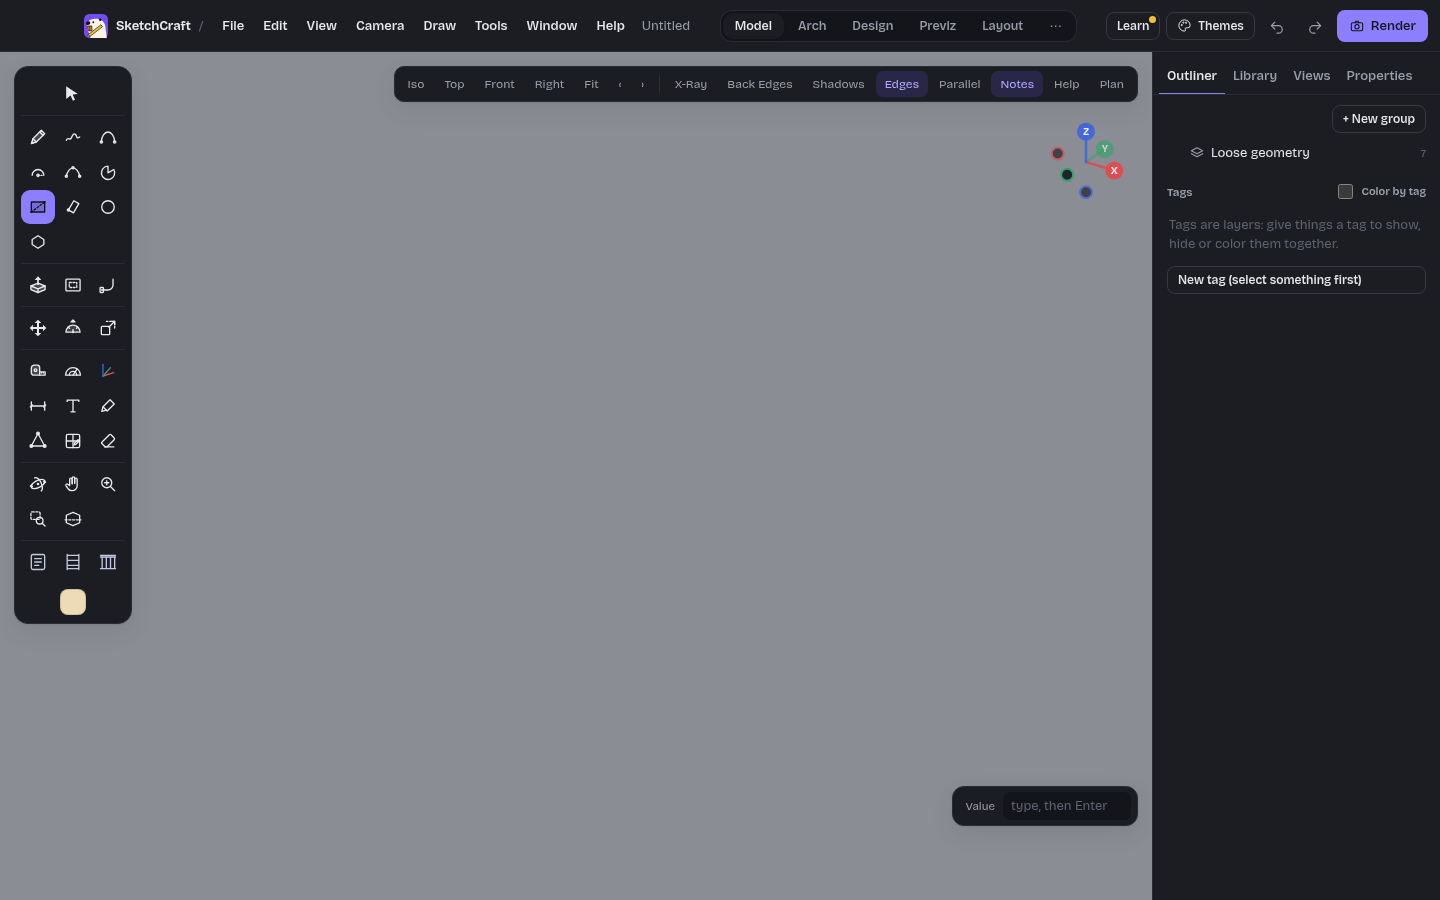 SketchCraft / File Edit View Camera Draw Tools Window Help Untitled Model Arch Design Previz Layout ··· Learn Themes Render
Iso Top Front Right Fit ‹ › X-Ray Back Edges Shadows Edges Parallel Notes Help Plan
Outliner Library Views Properties
+ New group
Loose geometry 7
Tags Color by tag
Tags are layers: give things a tag to show,
hide or color them together.
New tag (select something first)
Z
Y
X
Value type, then Enter